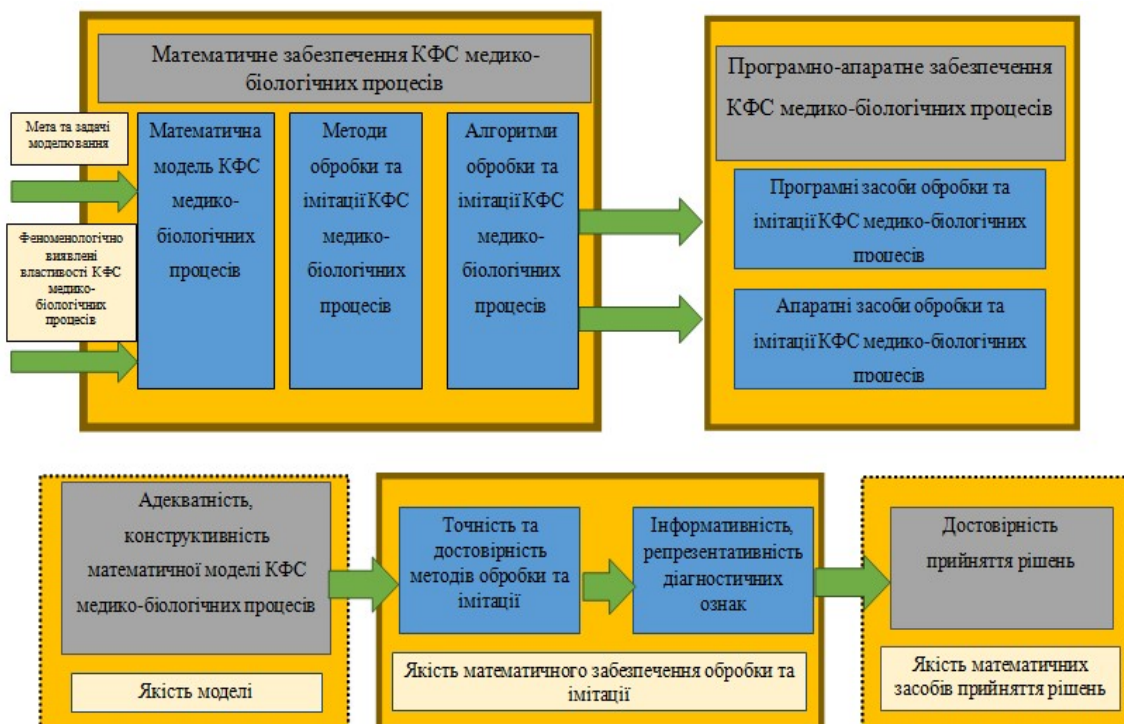 Математичне забезпечення КФС медико-
біологічних процесів
Мета та задачі
моделювання
Феноменологічно
виявлені
властивості КФС
медико-
біологічних
процесів
Математична
модель КФС
медико-
біологічних
процесів
Методи
обробки та
імітації КФС
медико-
біологічних
процесів
Алгоритми
обробки та
імітації КФС
медико-
біологічних
процесів
Програмно-апаратне забезпечення
КФС медико-біологічних процесів
Програмні засоби обробки та
імітації КФС медико-біологічних
процесів
Апаратні засоби обробки та
імітації КФС медико-біологічних
процесів
Адекватність,
конструктивність
математичної моделі КФС
медико-біологічних процесів
Якість моделі
Точність та
достовірність
методів обробки та
імітації
Інформативність,
репрезентативність
діагностичних
ознак
Якість математичного забезпечення обробки та
імітації
Достовірність
прийняття рішень
Якість математичних
засобів прийняття рішень